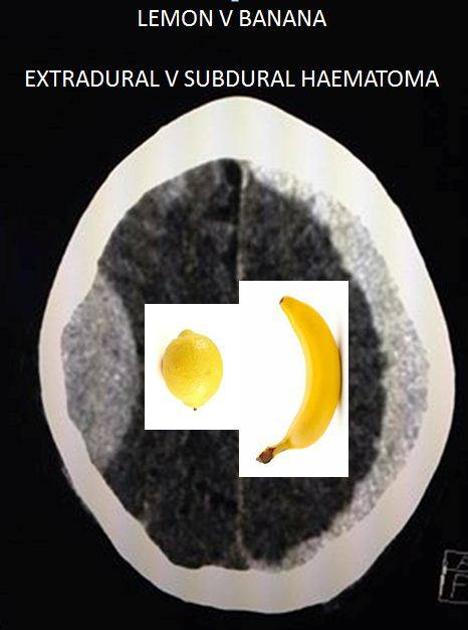 LEMON V BANANA
EXTRADURAL V SUBDURAL HAEMATOMA